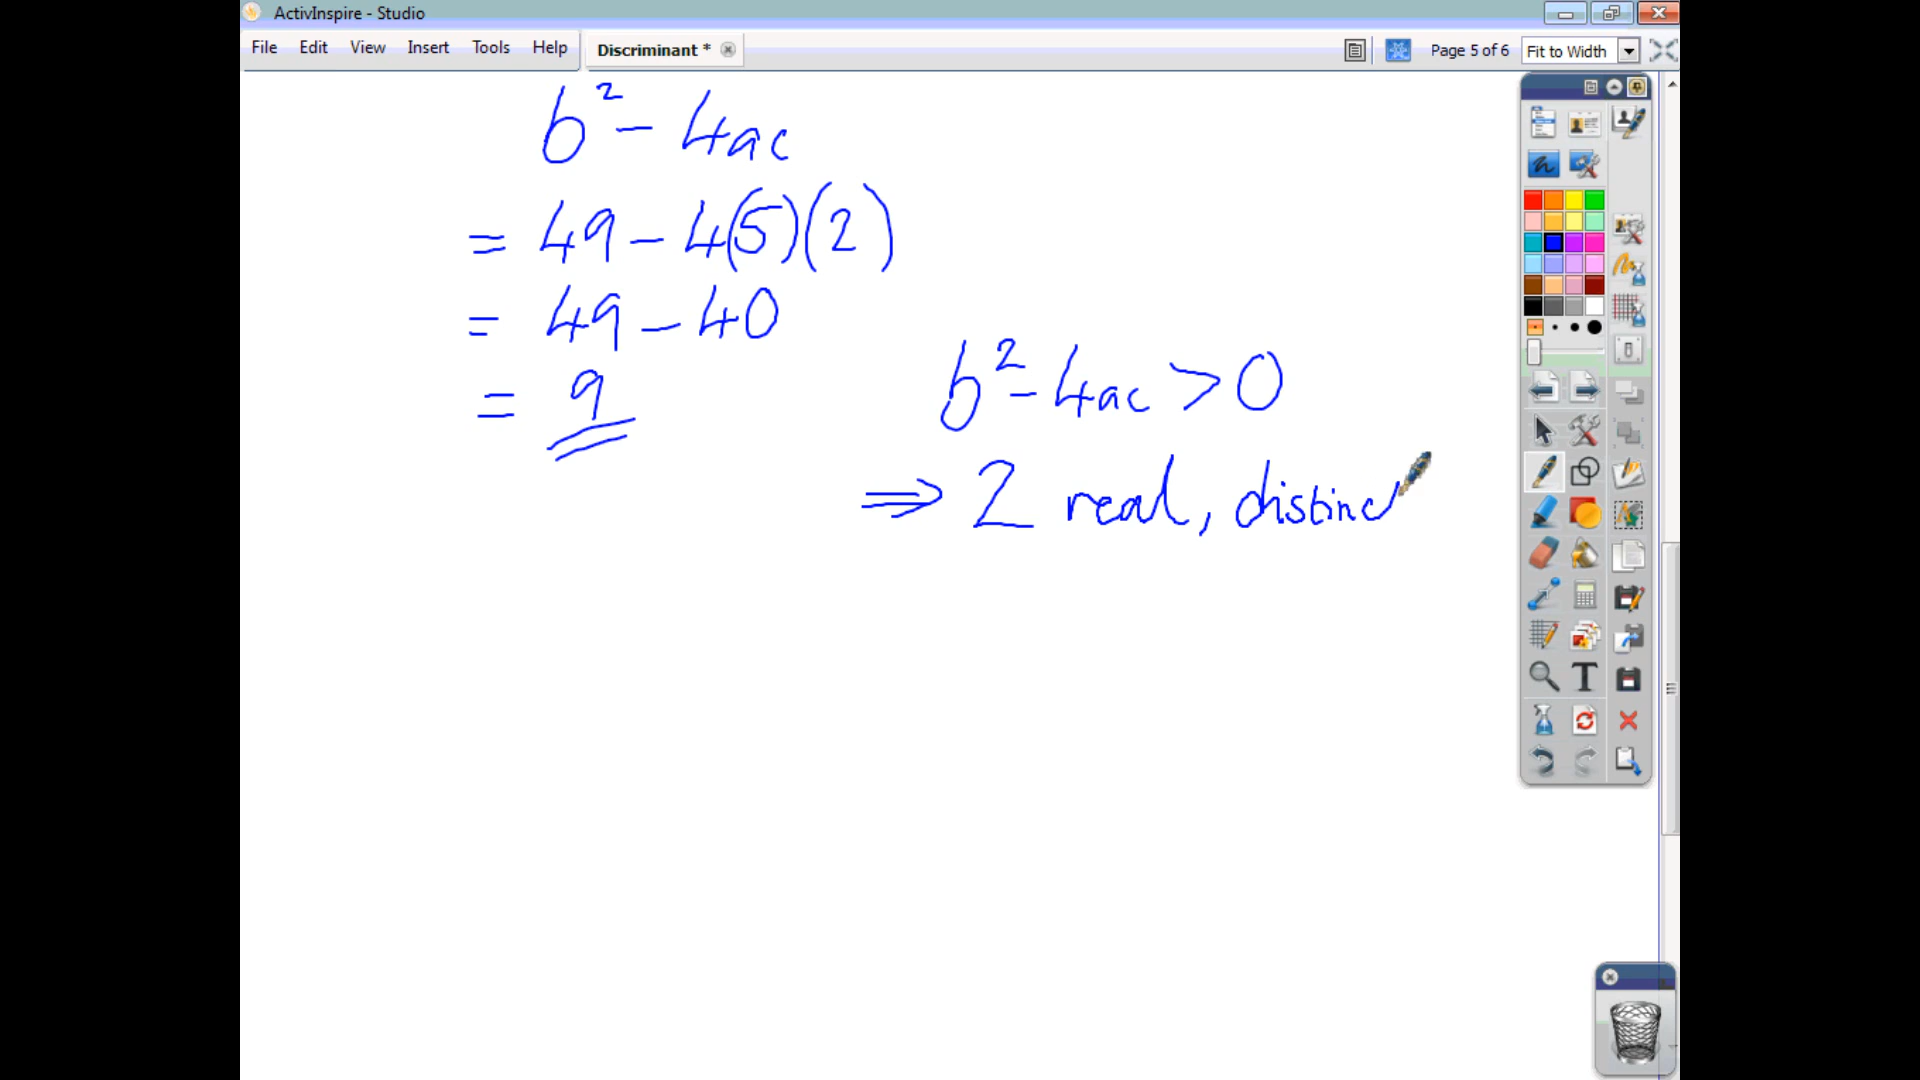 ActivInspire - Studio
File Edit View Insert Tools Help Discriminant * Page 5 of 6 Fit to Width
b² - 4ac
= 49 - 4(5)(2)
= 49 - 40
= 9
b² - 4ac > 0
⇒ 2 real, distinc
T